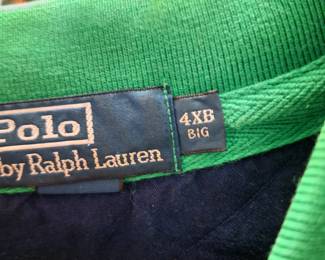 Polo
by Ralph Lauren
4XB
BIG